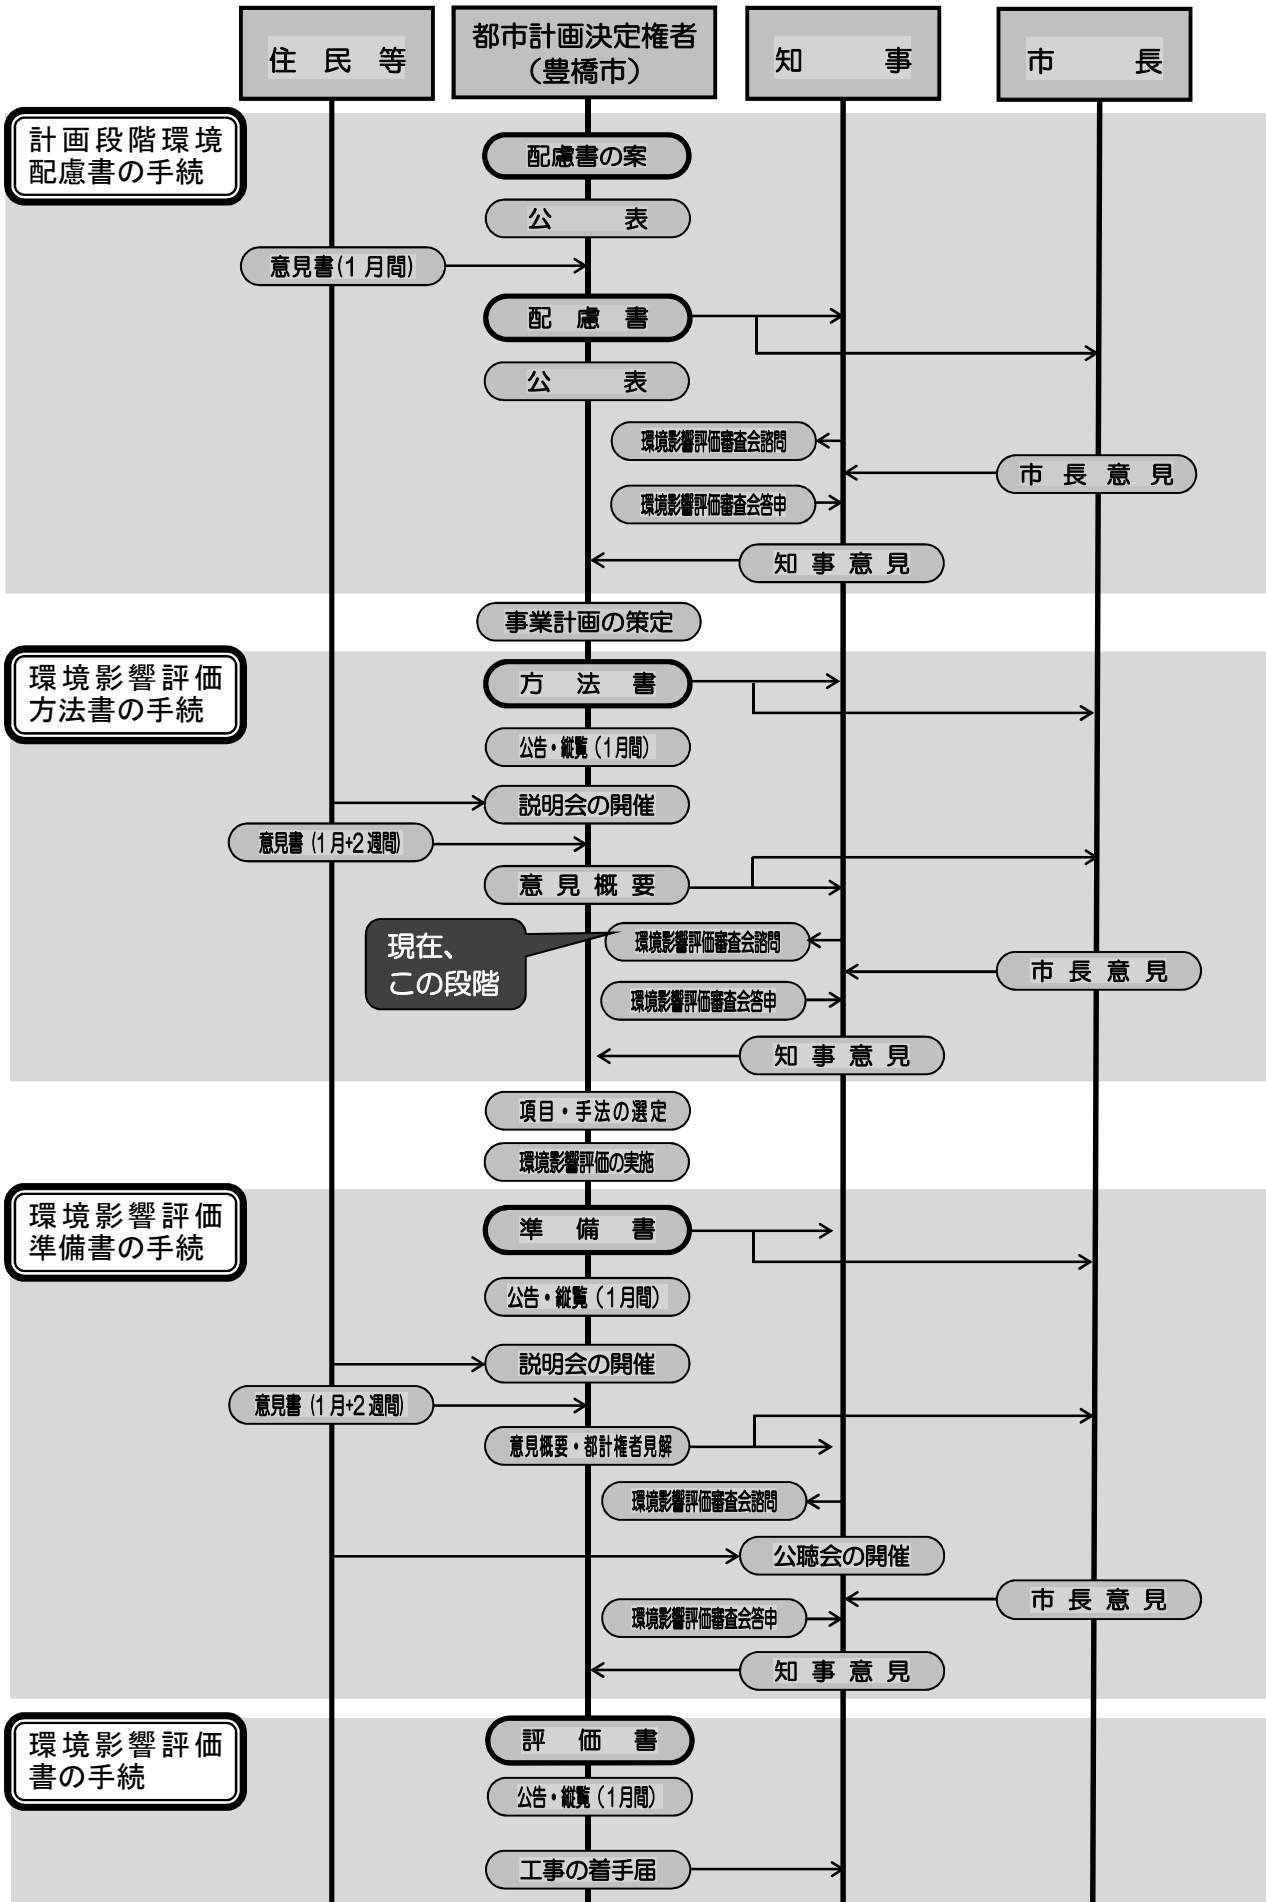 住民等
都市計画決定権者
（豊橋市）
知事
市長
計画段階環境
配慮書の手続
配慮書の案
公表
意見書(1月間)
配慮書
公表
環境影響評価審査会諮問
市長意見
環境影響評価審査会答申
知事意見
事業計画の策定
環境影響評価
方法書の手続
方法書
公告・縦覧（1月間）
説明会の開催
意見書（1月+2週間）
意見概要
現在、
この段階
環境影響評価審査会諮問
市長意見
環境影響評価審査会答申
知事意見
項目・手法の選定
環境影響評価の実施
環境影響評価
準備書の手続
準備書
公告・縦覧（1月間）
説明会の開催
意見書（1月+2週間）
意見概要・都計権者見解
環境影響評価審査会諮問
公聴会の開催
市長意見
環境影響評価審査会答申
知事意見
環境影響評価
書の手続
評価書
公告・縦覧（1月間）
工事の着手届